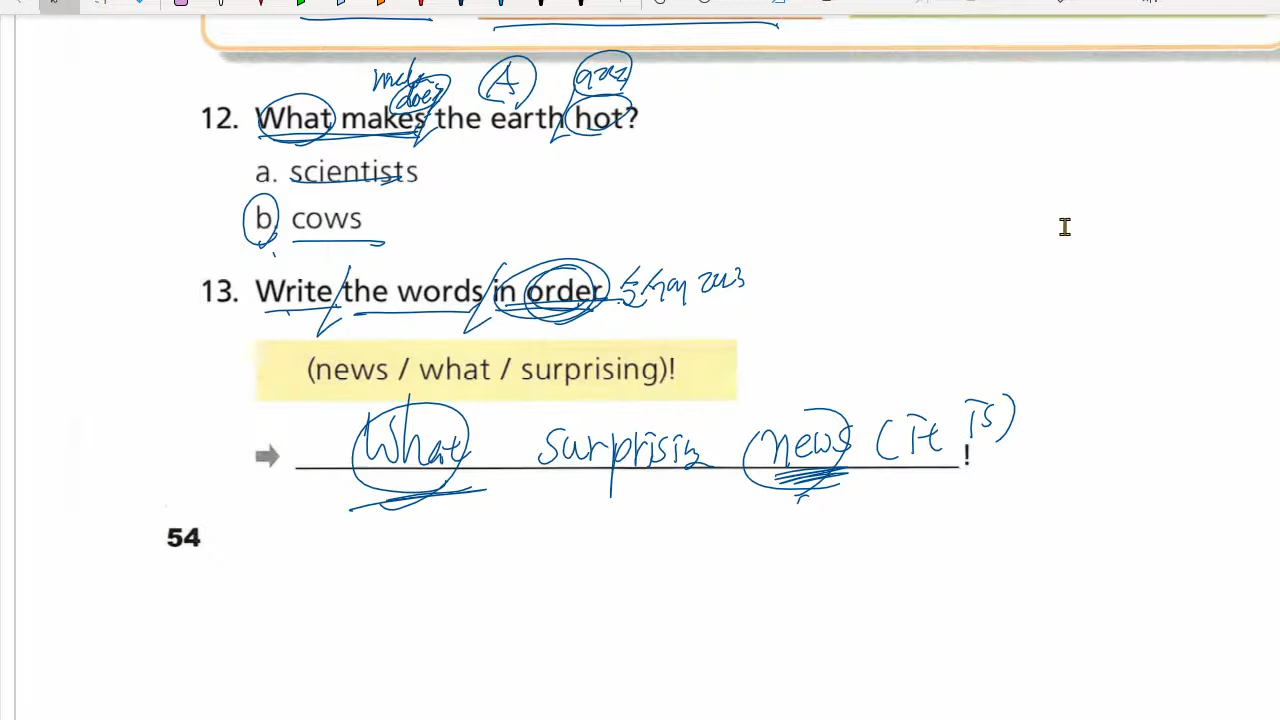 does A
12. What makes the earth hot?
a. scientists
b. cows
13. Write the words in order.
(news / what / surprising)!
➡ What surprising news (it is) !
54